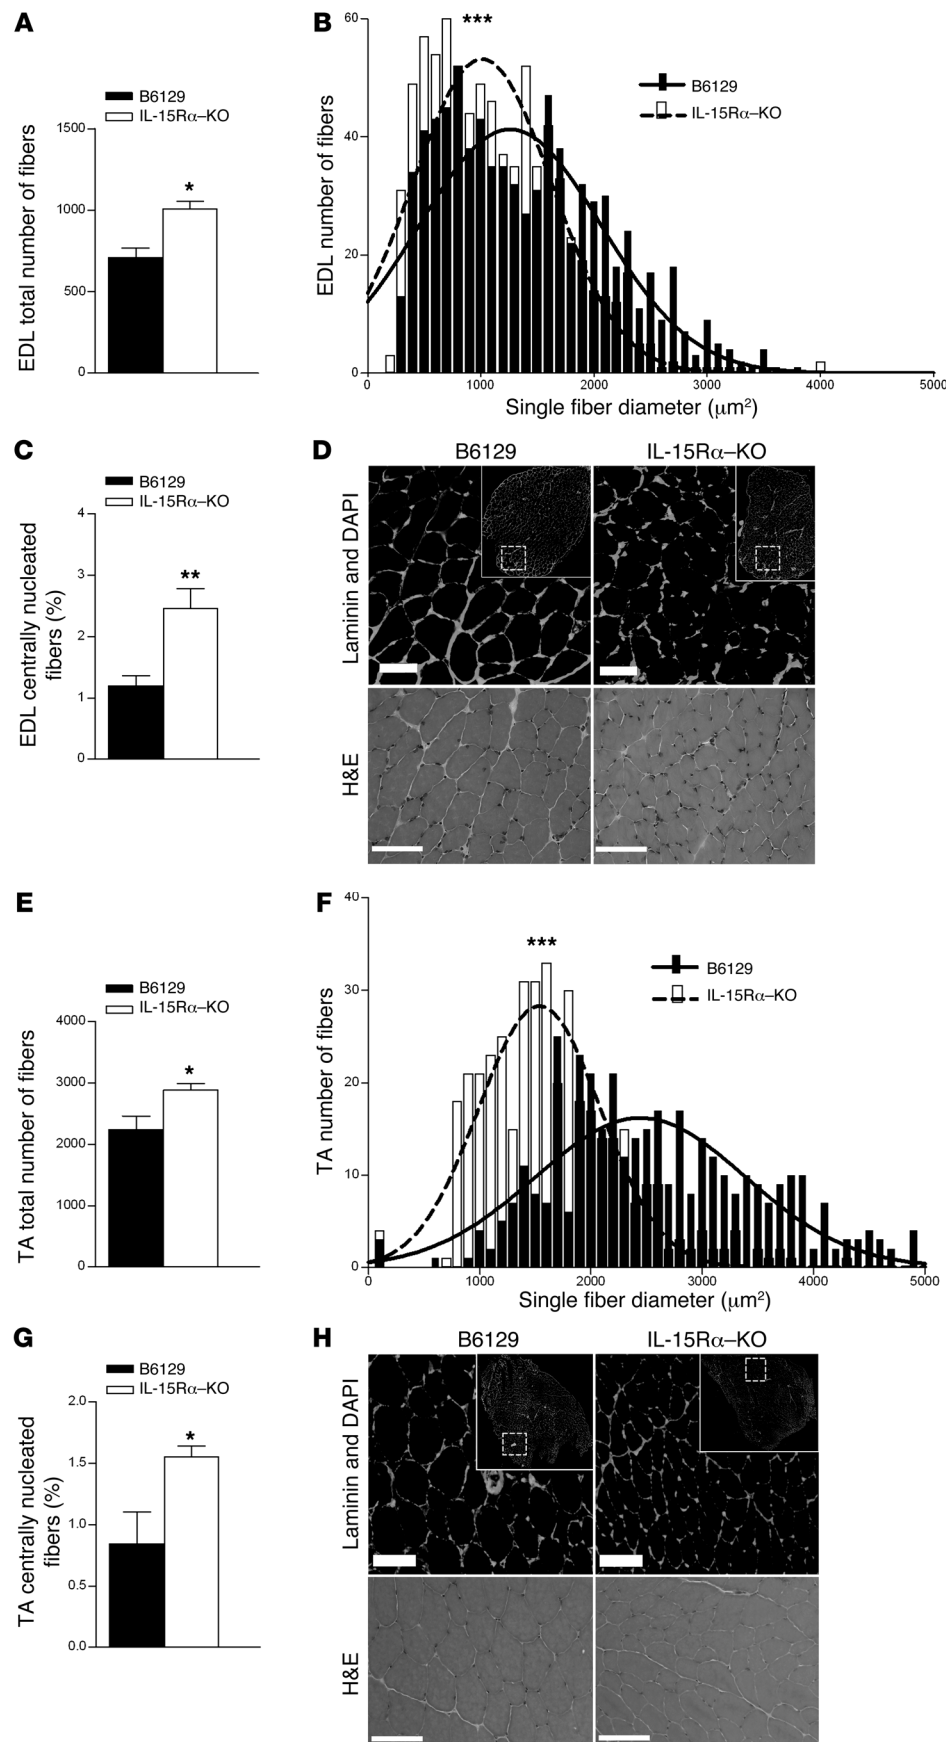 A
B6129
IL-15Rα–KO
EDL total number of fibers
1500
1000
500
0
*
B
EDL number of fibers
60
40
20
0
***
B6129
IL-15Rα–KO
0 1000 2000 3000 4000 5000
Single fiber diameter (μm2)
C
B6129
IL-15Rα–KO
EDL centrally nucleated
fibers (%)
4
3
2
1
0
**
D
B6129 IL-15Rα–KO
Laminin and DAPI
H&E
E
B6129
IL-15Rα–KO
TA total number of fibers
4000
3000
2000
1000
0
*
F
TA number of fibers
40
30
20
10
0
***
B6129
IL-15Rα–KO
0 1000 2000 3000 4000 5000
Single fiber diameter (μm2)
G
B6129
IL-15Rα–KO
TA centrally nucleated
fibers (%)
2.0
1.5
1.0
0.5
0.0
*
H
B6129 IL-15Rα–KO
Laminin and DAPI
H&E